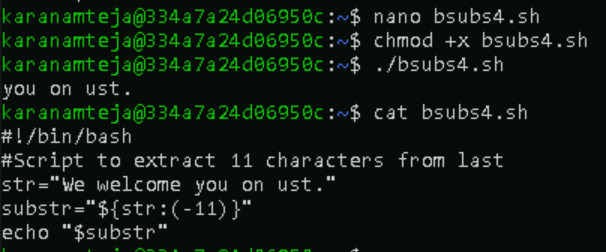 karanamteja@334a7a24d06950c:~$ nano bsubs4.sh
karanamteja@334a7a24d06950c:~$ chmod +x bsubs4.sh
karanamteja@334a7a24d06950c:~$ ./bsubs4.sh
you on ust.
karanamteja@334a7a24d06950c:~$ cat bsubs4.sh
#!/bin/bash
#Script to extract 11 characters from last
str="We welcome you on ust."
substr="${str:(-11)}"
echo "$substr"